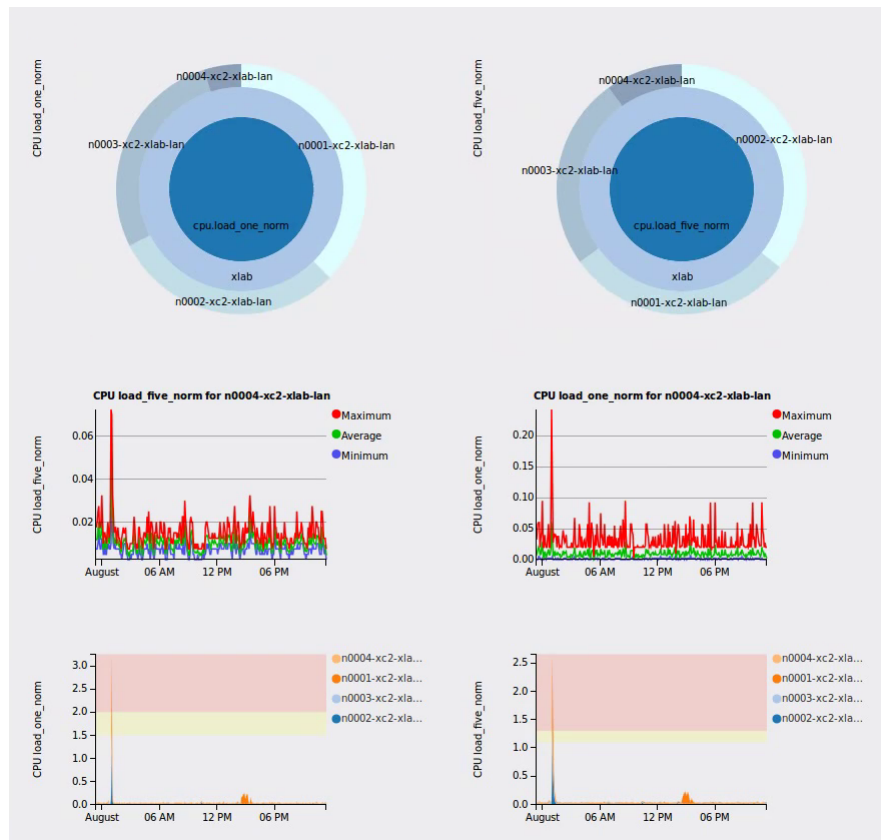 CPU load_one_norm
n0004-xc2-xlab-lan
n0003-xc2-xlab-lan
n0001-xc2-xlab-lan
cpu.load_one_norm
xlab
n0002-xc2-xlab-lan
CPU load_five_norm
n0004-xc2-xlab-lan
n0002-xc2-xlab-lan
n0003-xc2-xlab-lan
cpu.load_five_norm
xlab
n0001-xc2-xlab-lan
CPU load_five_norm for n0004-xc2-xlab-lan
CPU load_five_norm
0.06
0.04
0.02
August 06 AM 12 PM 06 PM
Maximum
Average
Minimum
CPU load_one_norm for n0004-xc2-xlab-lan
CPU load_one_norm
0.20
0.15
0.10
0.05
0.00
August 06 AM 12 PM 06 PM
Maximum
Average
Minimum
CPU load_one_norm
3.0
2.5
2.0
1.5
1.0
0.5
0.0
August 06 AM 12 PM 06 PM
n0004-xc2-xla...
n0001-xc2-xla...
n0003-xc2-xla...
n0002-xc2-xla...
CPU load_five_norm
2.5
2.0
1.5
1.0
0.5
0.0
August 06 AM 12 PM 06 PM
n0004-xc2-xla...
n0001-xc2-xla...
n0003-xc2-xla...
n0002-xc2-xla...